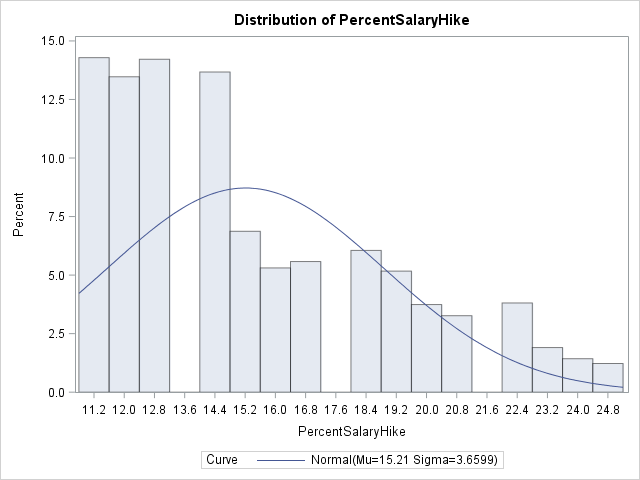 Distribution of PercentSalaryHike
15.0
12.5
10.0
7.5
5.0
2.5
0.0
Percent
11.2 12.0 12.8 13.6 14.4 15.2 16.0 16.8 17.6 18.4 19.2 20.0 20.8 21.6 22.4 23.2 24.0 24.8
PercentSalaryHike
Curve Normal(Mu=15.21 Sigma=3.6599)